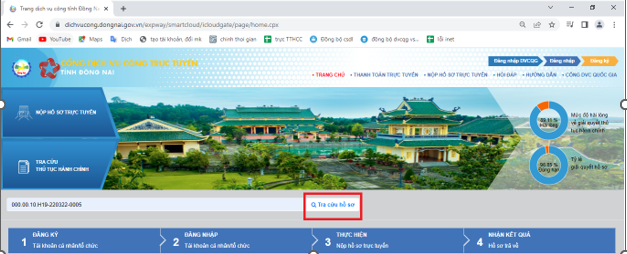 Trang dịch vụ công tỉnh Đồng Na
dichvucong.dongnai.gov.vn/expway/smartcloud/icloudgate/page/home.cpx
Gmail YouTube Maps Dịch tạo tài khoản, đổi mk chỉnh thoi gian trực TTHCC Đồng bộ csdl đồng bộ dvcqg vs... lỗi inet
Đăng nhập DVCQG Đăng nhập Đăng ký
CỔNG DỊCH VỤ CÔNG TRỰC TUYẾN
TỈNH ĐỒNG NAI
TRANG CHỦ THANH TOÁN TRỰC TUYẾN NỘP HỒ SƠ TRỰC TUYẾN HỎI ĐÁP HƯỚNG DẪN CỔNG DVC QUỐC GIA
NỘP HỒ SƠ TRỰC TUYẾN
TRA CỨU
THỦ TỤC HÀNH CHÍNH
Hài lòng
Mức độ hài lòng
về giải quyết thủ
tục hành chính
Đúng hạn
Tỷ lệ
giải quyết hồ sơ
000.00.10.H19-220322-0005
Tra cứu hồ sơ
1 ĐĂNG KÝ
Tài khoản cá nhân/tổ chức
2 ĐĂNG NHẬP
Tài khoản cá nhân/tổ chức
3 THỰC HIỆN
Nộp hồ sơ trực tuyến
4 NHẬN KẾT QUẢ
Hồ sơ trả về